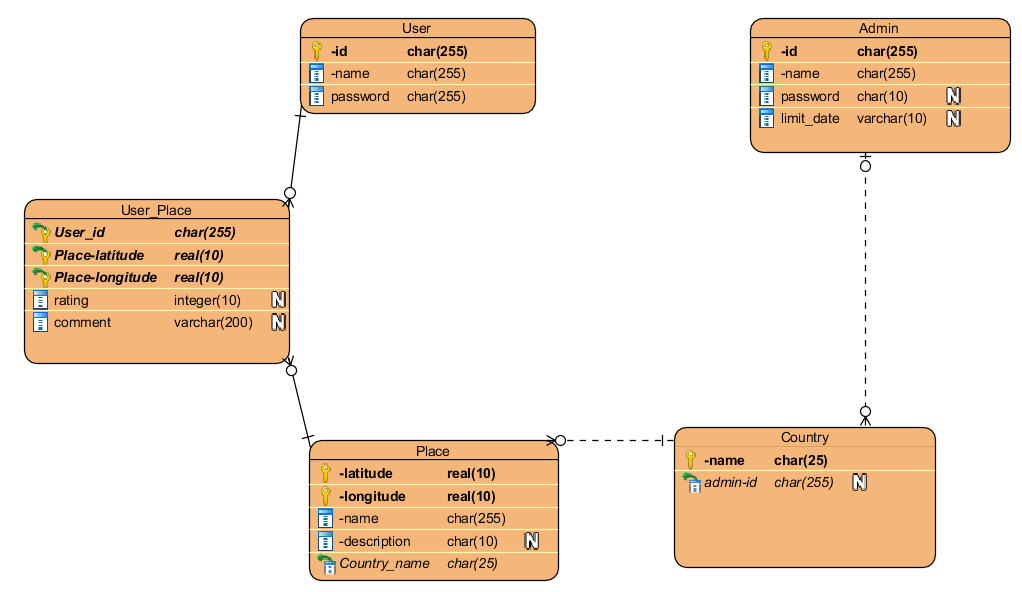 User
-id char(255)
-name char(255)
password char(255)
Admin
-id char(255)
-name char(255)
password char(10) N
limit_date varchar(10) N
User_Place
User_id char(255)
Place-latitude real(10)
Place-longitude real(10)
rating integer(10) N
comment varchar(200) N
Place
-latitude real(10)
-longitude real(10)
-name char(255)
-description char(10) N
Country_name char(25)
Country
-name char(25)
admin-id char(255) N